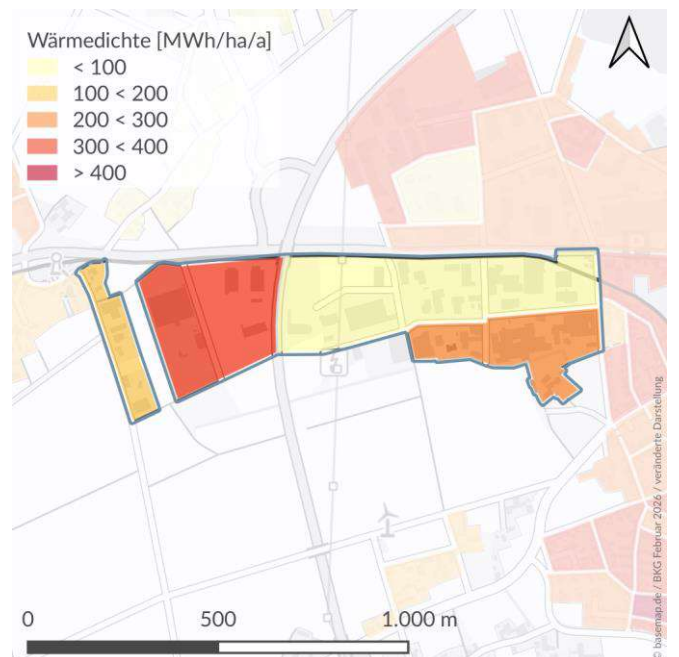 Wärmedichte [MWh/ha/a]
< 100
100 < 200
200 < 300
300 < 400
> 400
P
0 500 1.000 m
© basemap.de / BKG Februar 2026 / veränderte Darstellung